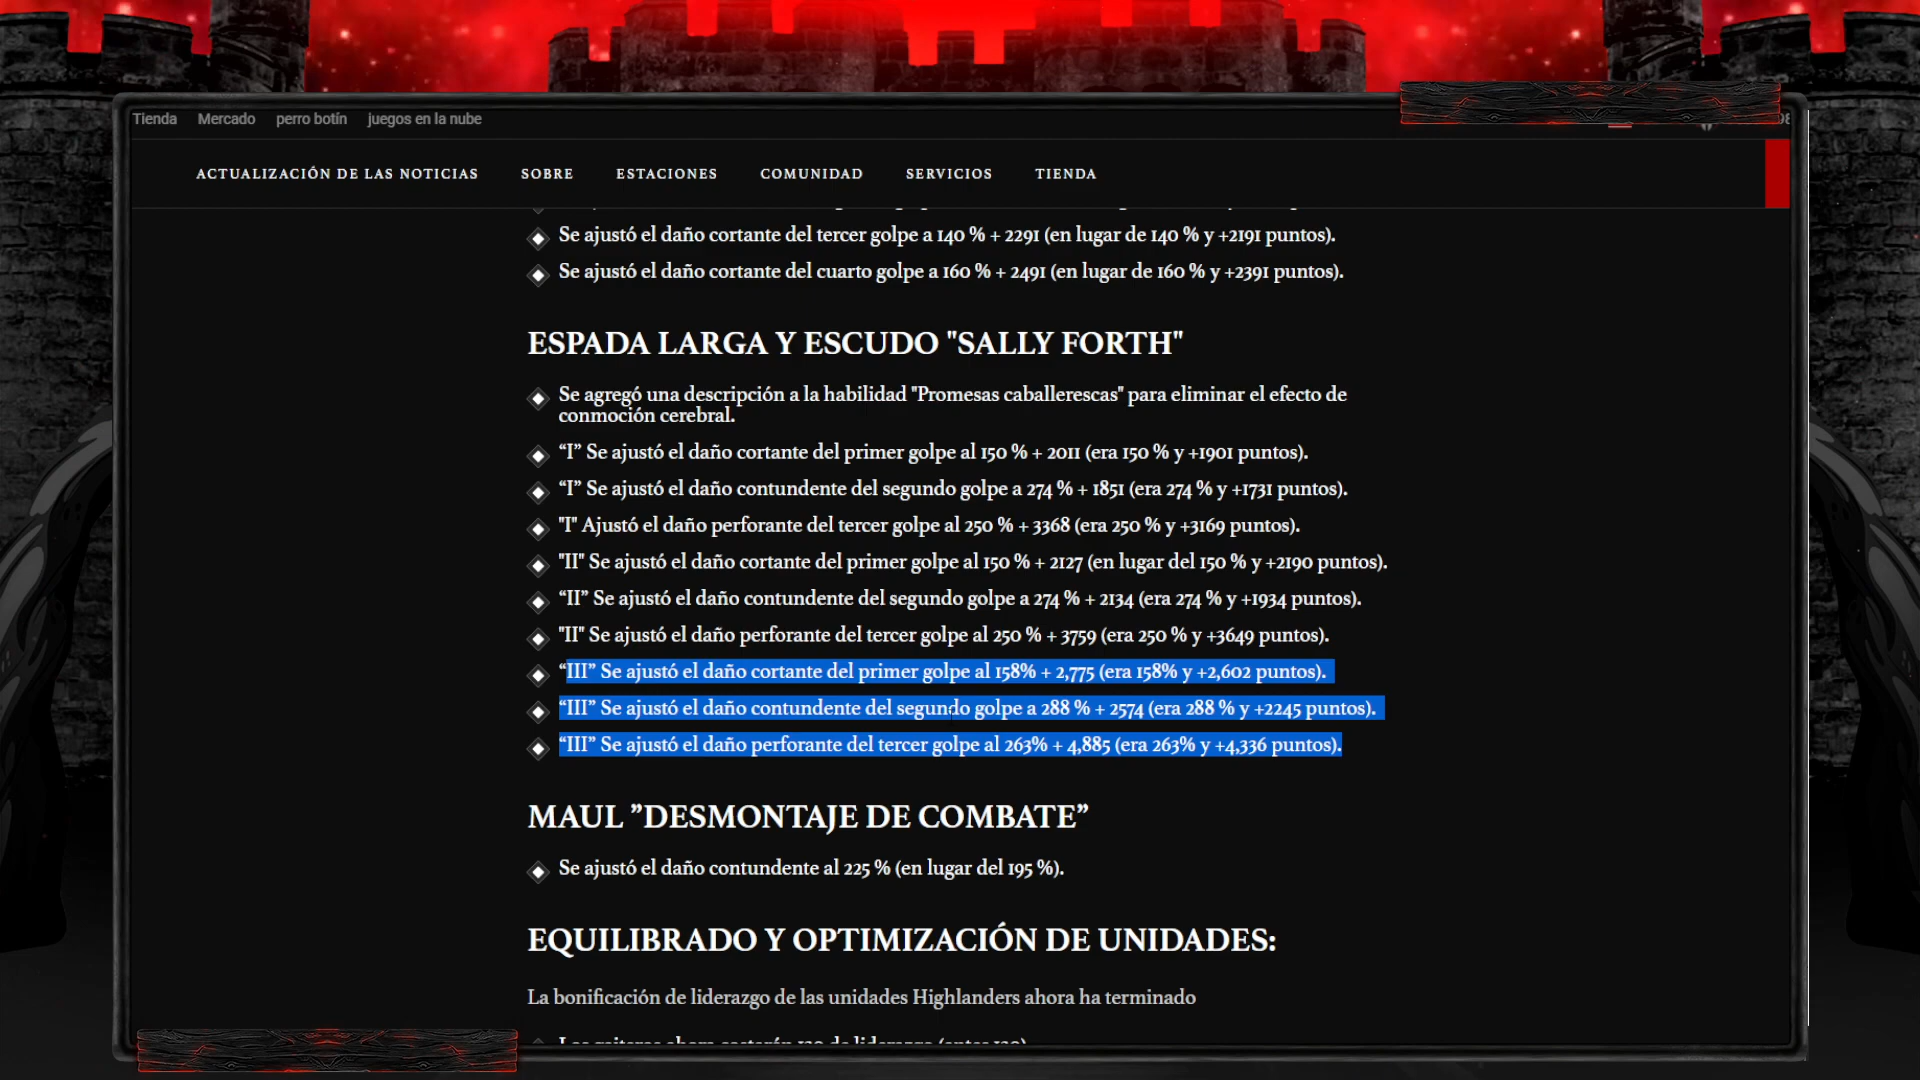 Tienda Mercado perro botín juegos en la nube
ACTUALIZACIÓN DE LAS NOTICIAS SOBRE ESTACIONES COMUNIDAD SERVICIOS TIENDA
Se ajustó el daño cortante del tercer golpe a 140 % + 2291 (en lugar de 140 % y +2191 puntos).
Se ajustó el daño cortante del cuarto golpe a 160 % + 2491 (en lugar de 160 % y +2391 puntos).
ESPADA LARGA Y ESCUDO "SALLY FORTH"
Se agregó una descripción a la habilidad "Promesas caballerescas" para eliminar el efecto de
conmoción cerebral.
“I” Se ajustó el daño cortante del primer golpe al 150 % + 2011 (era 150 % y +1901 puntos).
“I” Se ajustó el daño contundente del segundo golpe a 274 % + 1851 (era 274 % y +1731 puntos).
"I" Ajustó el daño perforante del tercer golpe al 250 % + 3368 (era 250 % y +3169 puntos).
"II" Se ajustó el daño cortante del primer golpe al 150 % + 2127 (en lugar del 150 % y +2190 puntos).
“II” Se ajustó el daño contundente del segundo golpe a 274 % + 2134 (era 274 % y +1934 puntos).
"II" Se ajustó el daño perforante del tercer golpe al 250 % + 3759 (era 250 % y +3649 puntos).
“III” Se ajustó el daño cortante del primer golpe al 158% + 2,775 (era 158% y +2,602 puntos).
“III” Se ajustó el daño contundente del segundo golpe a 288 % + 2574 (era 288 % y +2245 puntos).
“III” Se ajustó el daño perforante del tercer golpe al 263% + 4,885 (era 263% y +4,336 puntos).
MAUL ”DESMONTAJE DE COMBATE”
Se ajustó el daño contundente al 225 % (en lugar del 195 %).
EQUILIBRADO Y OPTIMIZACIÓN DE UNIDADES:
La bonificación de liderazgo de las unidades Highlanders ahora ha terminado